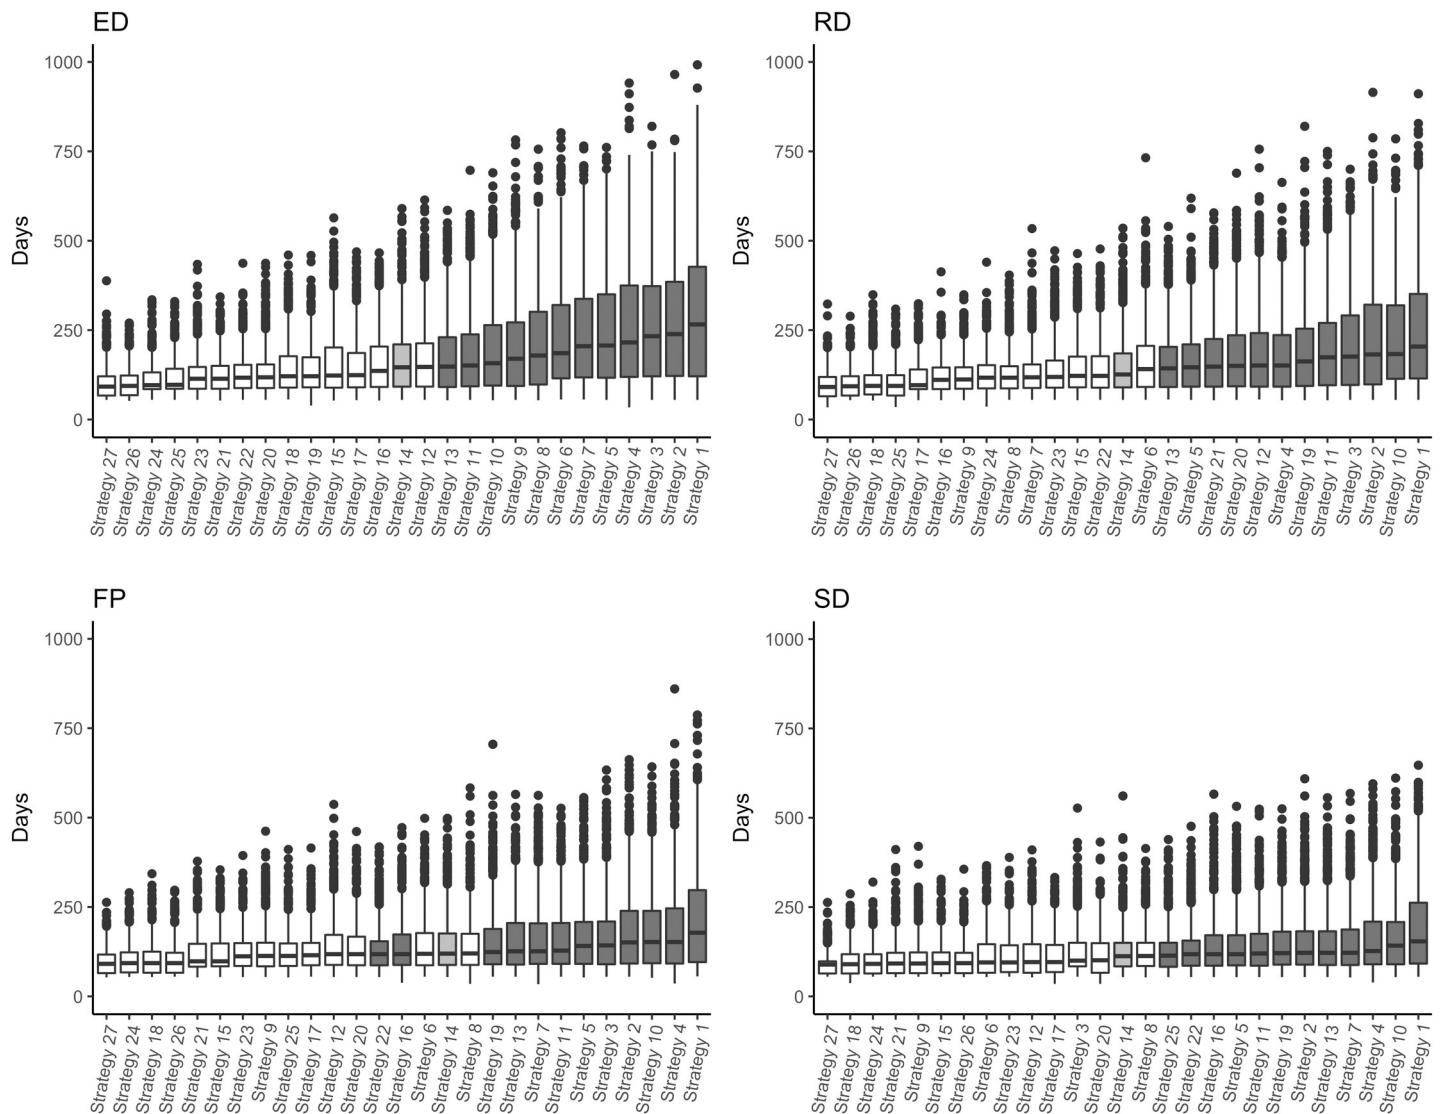 ED
1000
750
500
250
0
Days
Strategy 27
Strategy 26
Strategy 24
Strategy 25
Strategy 23
Strategy 21
Strategy 22
Strategy 20
Strategy 18
Strategy 19
Strategy 15
Strategy 17
Strategy 16
Strategy 14
Strategy 12
Strategy 13
Strategy 11
Strategy 10
Strategy 9
Strategy 8
Strategy 6
Strategy 7
Strategy 5
Strategy 4
Strategy 3
Strategy 2
Strategy 1
RD
1000
750
500
250
0
Days
Strategy 27
Strategy 26
Strategy 18
Strategy 25
Strategy 17
Strategy 16
Strategy 9
Strategy 24
Strategy 8
Strategy 7
Strategy 23
Strategy 15
Strategy 22
Strategy 14
Strategy 6
Strategy 13
Strategy 5
Strategy 21
Strategy 20
Strategy 12
Strategy 4
Strategy 19
Strategy 11
Strategy 3
Strategy 2
Strategy 10
Strategy 1
FP
1000
750
500
250
0
Days
Strategy 27
Strategy 24
Strategy 18
Strategy 26
Strategy 21
Strategy 15
Strategy 23
Strategy 9
Strategy 25
Strategy 17
Strategy 12
Strategy 20
Strategy 22
Strategy 16
Strategy 6
Strategy 14
Strategy 8
Strategy 19
Strategy 13
Strategy 7
Strategy 11
Strategy 5
Strategy 3
Strategy 2
Strategy 10
Strategy 4
Strategy 1
SD
1000
750
500
250
0
Days
Strategy 27
Strategy 18
Strategy 24
Strategy 21
Strategy 9
Strategy 15
Strategy 26
Strategy 6
Strategy 23
Strategy 12
Strategy 17
Strategy 3
Strategy 20
Strategy 14
Strategy 8
Strategy 25
Strategy 22
Strategy 16
Strategy 5
Strategy 11
Strategy 19
Strategy 2
Strategy 13
Strategy 7
Strategy 4
Strategy 10
Strategy 1